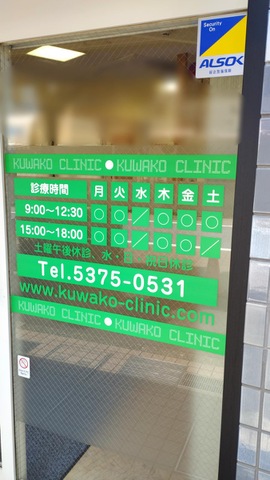 Security
On
ALSOK
KUWAKO CLINIC ● KUWAKO CLINIC
診療時間 月 火 水 木 金 土
9:00〜12:30 ○ ○ / ○ ○ ○
15:00〜18:00 ○ ○ / ○ ○ ○
土曜午後休診、水・日・祝日休診
Tel.5375-0531
www.kuwako-clinic.com
KUWAKO CLINIC ● KUWAKO CLINIC